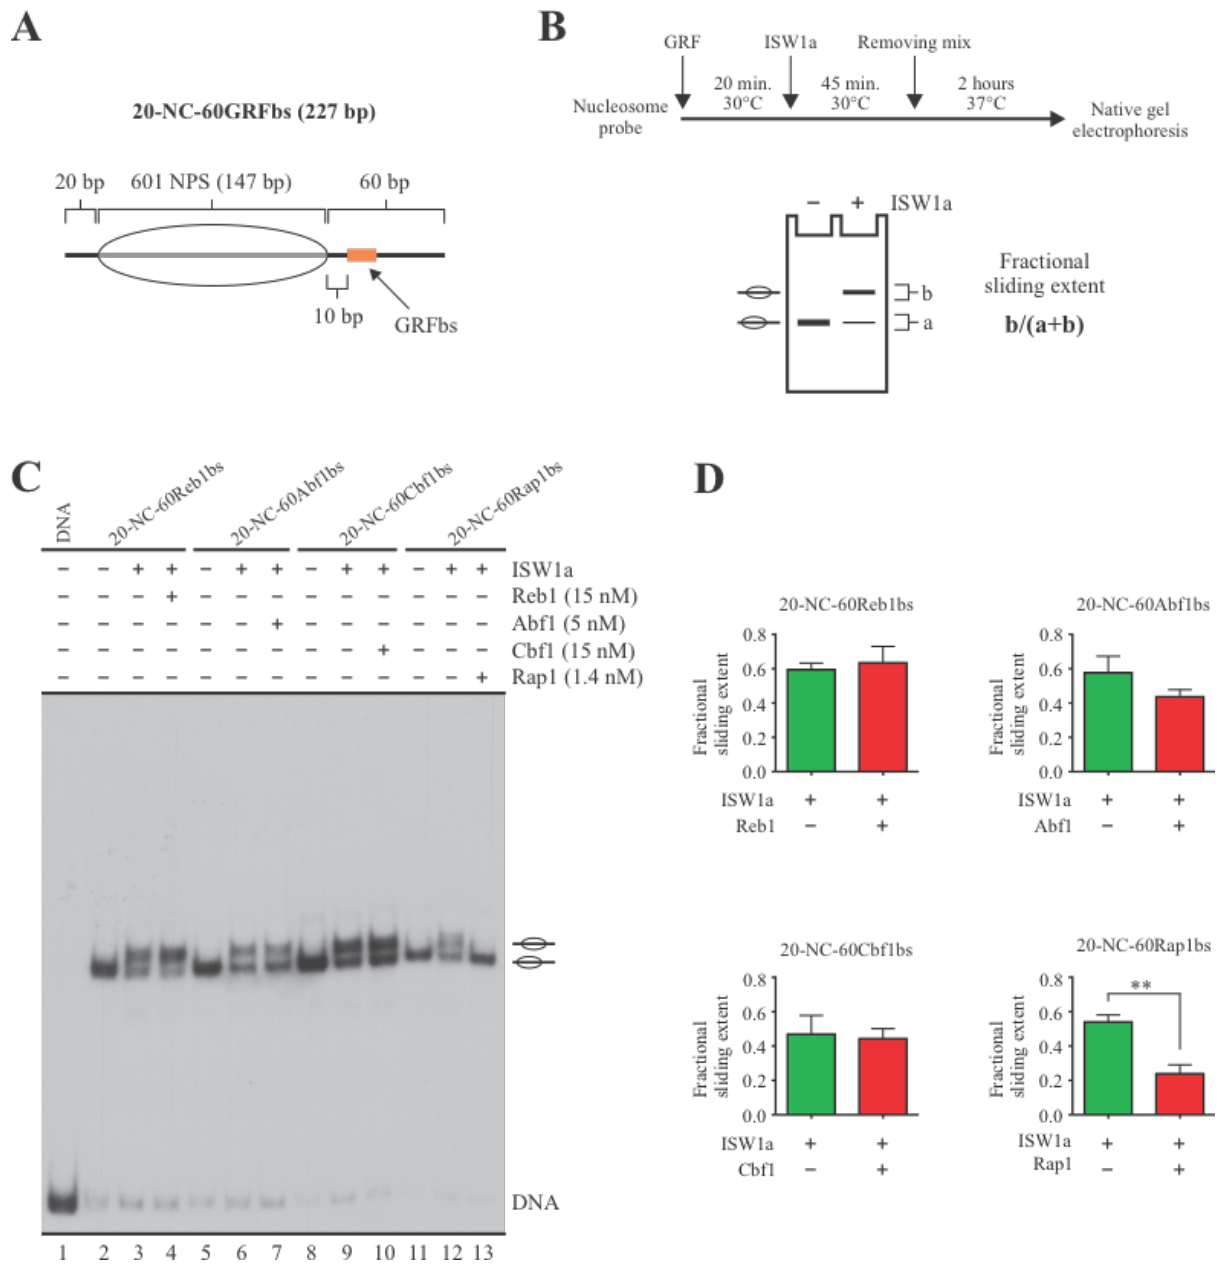 A
20-NC-60GRFbs (227 bp)
20 bp 601 NPS (147 bp) 60 bp
10 bp
GRFbs
B
GRF ISW1a Removing mix
20 min. 45 min. 2 hours
30°C 30°C 37°C
Nucleosome
probe
Native gel
electrophoresis
− + ISW1a
b
a
Fractional
sliding extent
b/(a+b)
C
DNA 20-NC-60Reb1bs 20-NC-60Abf1bs 20-NC-60Cbf1bs 20-NC-60Rap1bs
− − + + − + + − + + − + + ISW1a
− − − + − − − − − − − − − Reb1 (15 nM)
− − − − − − + − − − − − − Abf1 (5 nM)
− − − − − − − − − + − − − Cbf1 (15 nM)
− − − − − − − − − − − − + Rap1 (1.4 nM)
DNA
1 2 3 4 5 6 7 8 9 10 11 12 13
D
20-NC-60Reb1bs
Fractional
sliding extent
0.8
0.6
0.4
0.2
0.0
ISW1a + +
Reb1 − +
20-NC-60Abf1bs
Fractional
sliding extent
0.8
0.6
0.4
0.2
0.0
ISW1a + +
Abf1 − +
20-NC-60Cbf1bs
Fractional
sliding extent
0.8
0.6
0.4
0.2
0.0
ISW1a + +
Cbf1 − +
20-NC-60Rap1bs
Fractional
sliding extent
0.8
0.6
0.4
0.2
0.0
**
ISW1a + +
Rap1 − +